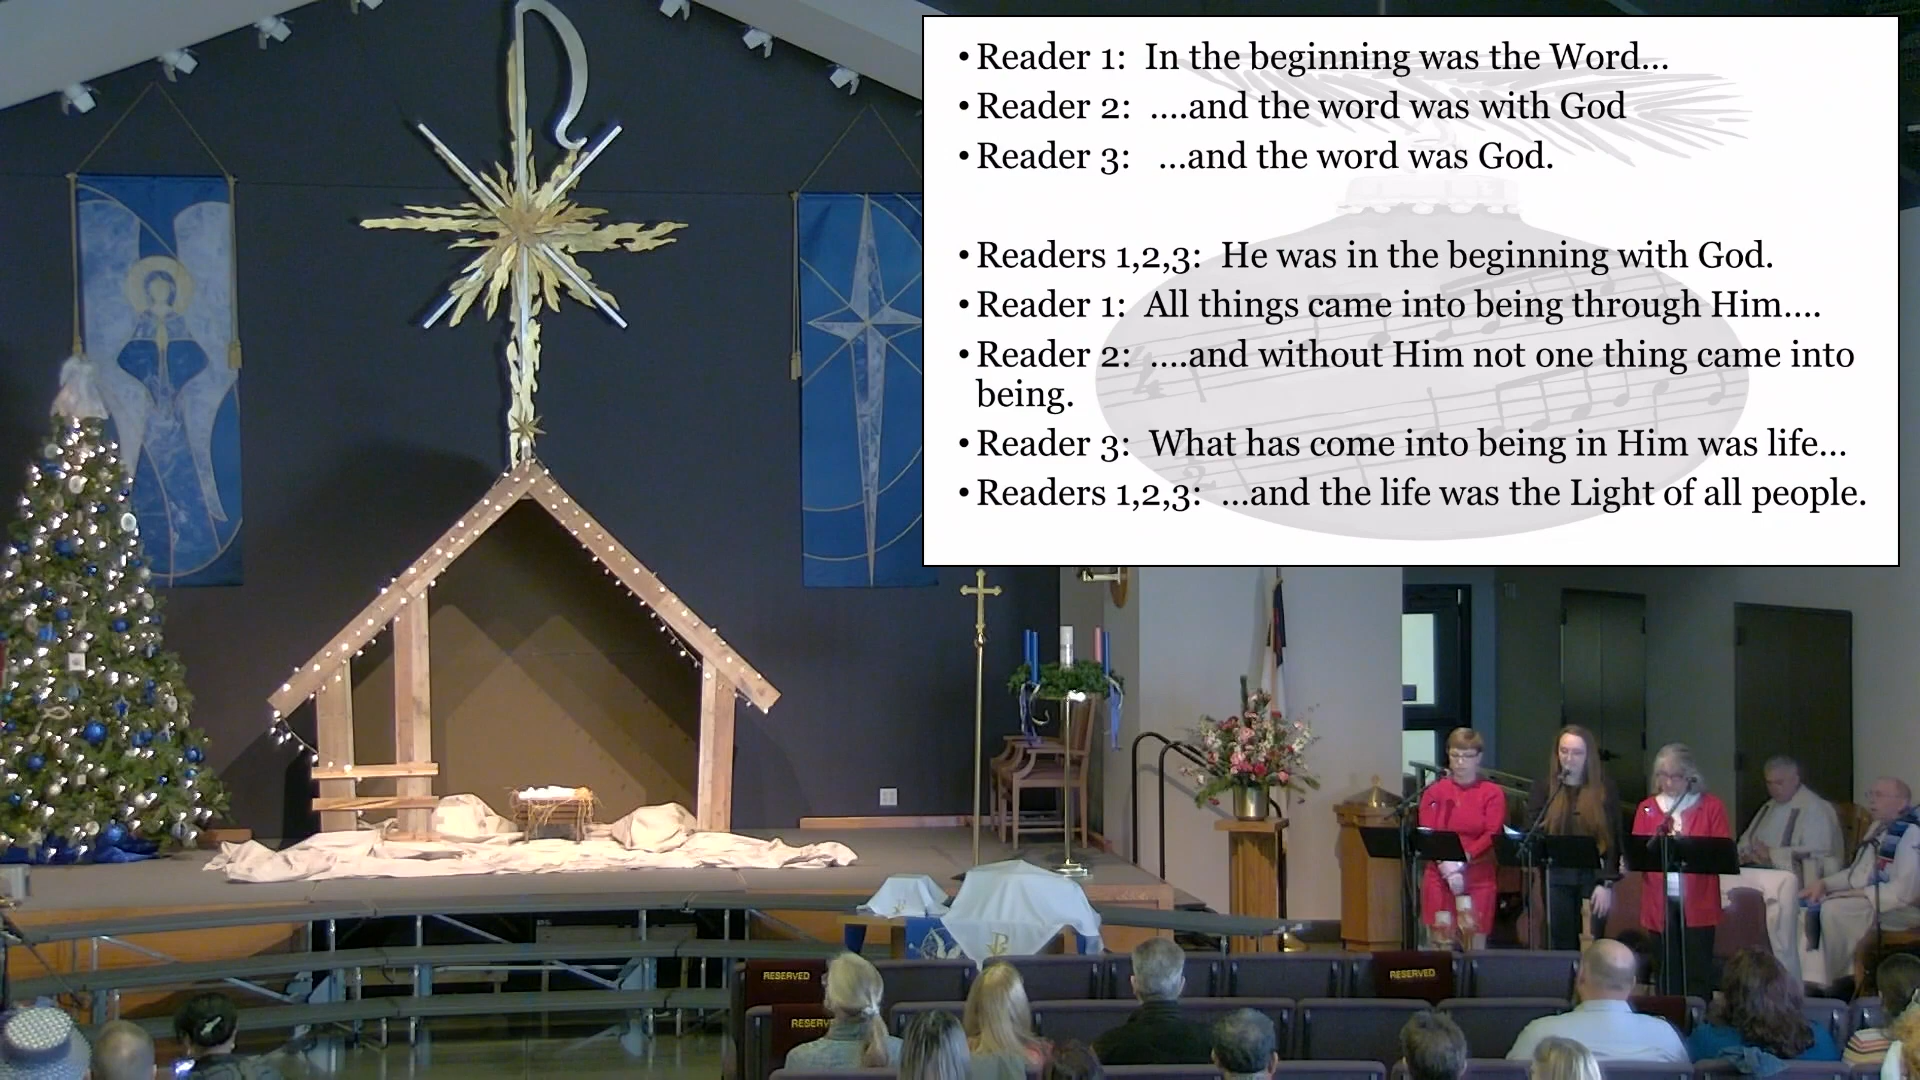 • Reader 1:  In the beginning was the Word...
• Reader 2:  ....and the word was with God
• Reader 3:   ...and the word was God.
• Readers 1,2,3:  He was in the beginning with God.
• Reader 1:  All things came into being through Him....
• Reader 2:  ....and without Him not one thing came into
being.
• Reader 3:  What has come into being in Him was life...
• Readers 1,2,3:  ...and the life was the Light of all people.
RESERVED
RESERVED
RESERVED